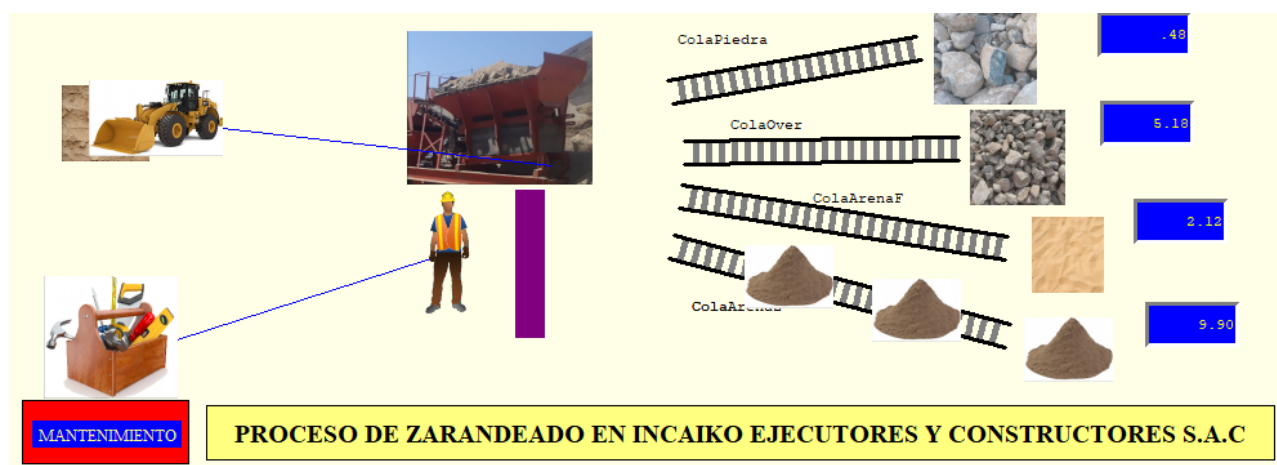 ColaPiedra
.48
ColaOver
5.18
ColaArenaF
2.12
9.90
MANTENIMIENTO
PROCESO DE ZARANDEADO EN INCAIKO EJECUTORES Y CONSTRUCTORES S.A.C